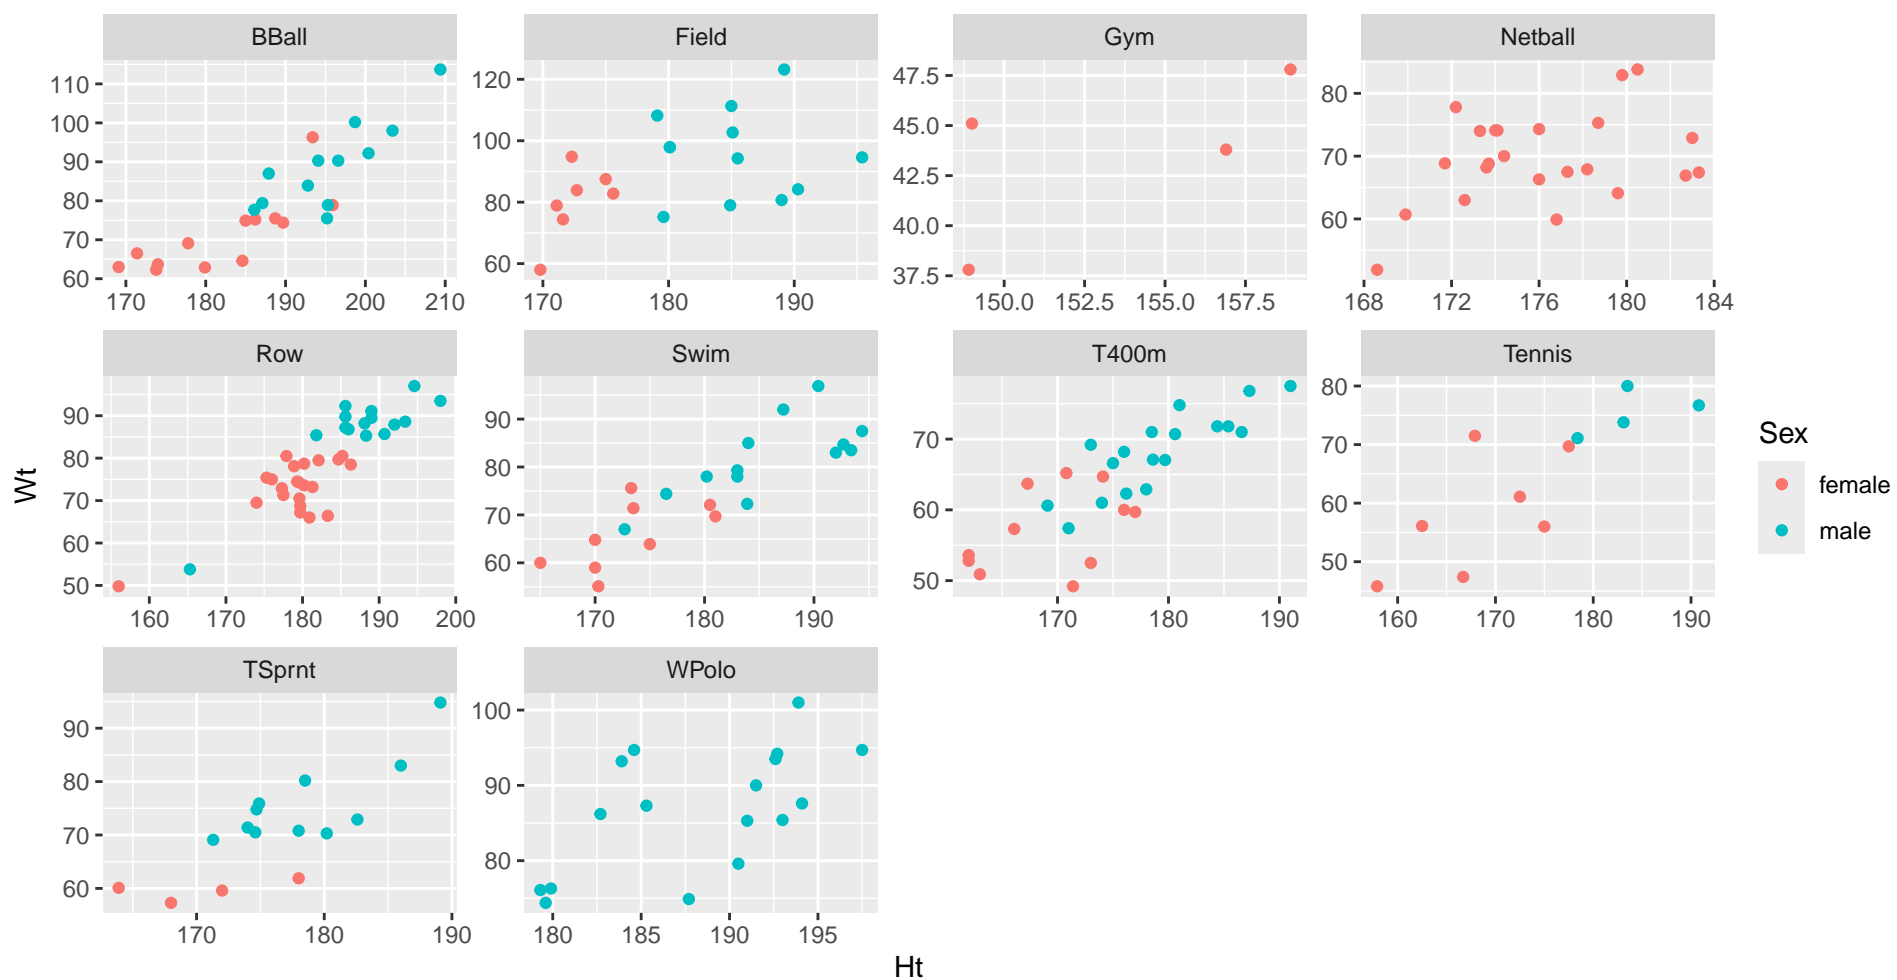 BBall Field Gym Netball
110 100 90 80 70 60
170 180 190 200 210
120 100 80 60
170 180 190
47.5 45.0 42.5 40.0 37.5
150.0 152.5 155.0 157.5
80 70 60
168 172 176 180 184
Row Swim T400m Tennis
90 80 70 60 50
160 170 180 190 200
90 80 70 60
170 180 190
70 60 50
170 180 190
80 70 60 50
160 170 180 190
TSprnt WPolo
90 80 70 60
170 180 190
100 90 80
180 185 190 195
Wt
Ht
Sex
female
male